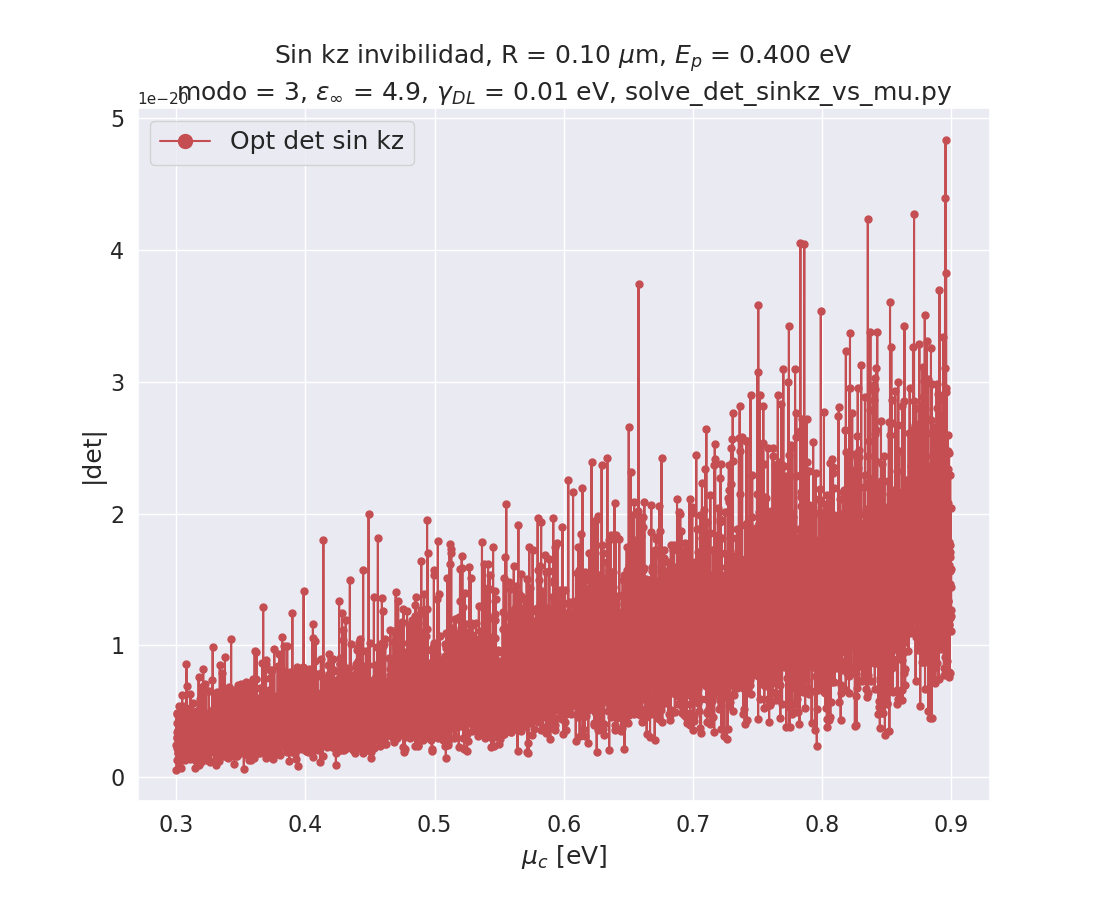 Sin kz invibilidad, R = 0.10 μm, E_p = 0.400 eV
modo = 3, ε_∞ = 4.9, γ_DL = 0.01 eV, solve_det_sinkz_vs_mu.py
1e−20
Opt det sin kz
5
4
3
2
1
0
|det|
0.3 0.4 0.5 0.6 0.7 0.8 0.9
μ_c [eV]